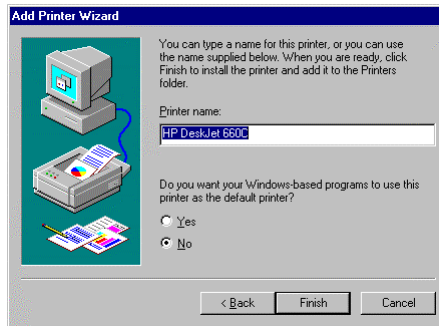 Add Printer Wizard
You can type a name for this printer, or you can use
the name supplied below. When you are ready, click
Finish to install the printer and add it to the Printers
folder.
Printer name:
HP DeskJet 660C
Do you want your Windows-based programs to use this
printer as the default printer?
Yes
No
< Back
Finish
Cancel